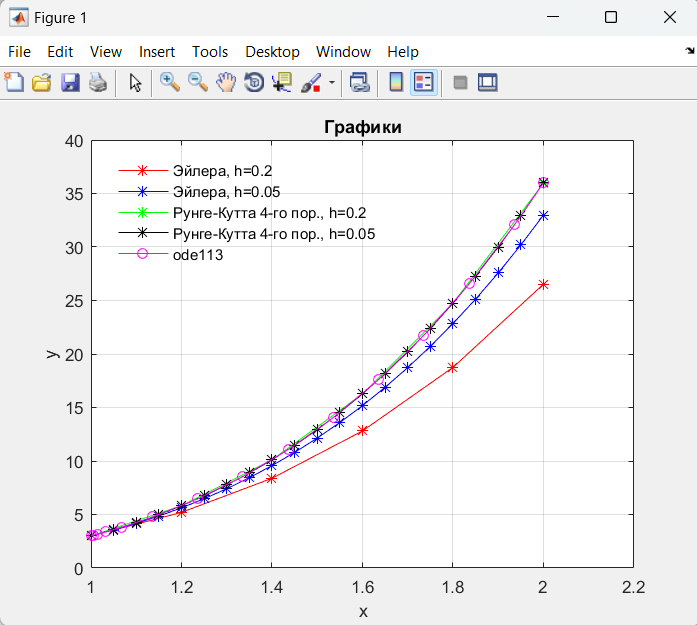 Figure 1
File Edit View Insert Tools Desktop Window Help
Графики
40
35
30
25
20
15
10
5
0
y
Эйлера, h=0.2
Эйлера, h=0.05
Рунге-Кутта 4-го пор., h=0.2
Рунге-Кутта 4-го пор., h=0.05
ode113
1 1.2 1.4 1.6 1.8 2 2.2
x